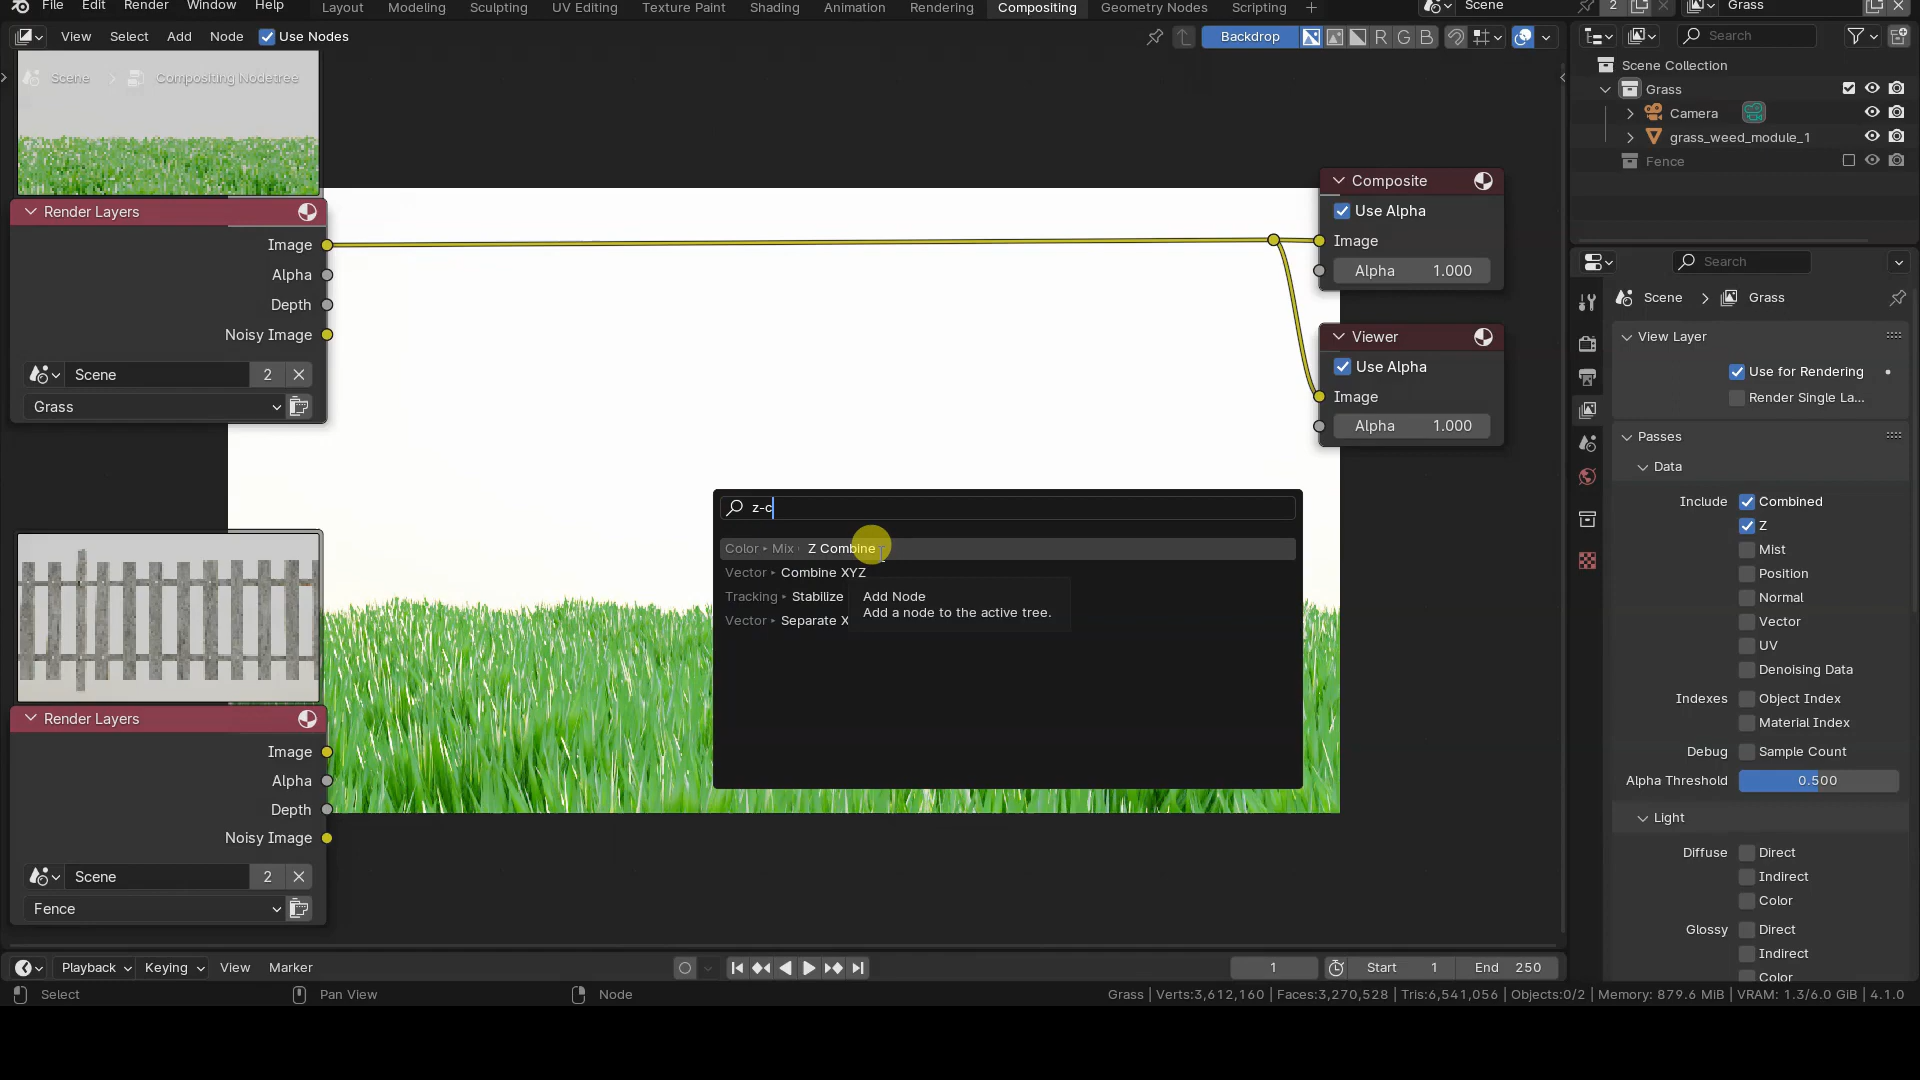 File Edit Render Window Help Layout Modeling Sculpting UV Editing Texture Paint Shading Animation Rendering Compositing Geometry Nodes Scripting + Scene 2 Grass
View Select Add Node Use Nodes Backdrop R G B Search
Scene > Compositing Nodetree
Scene Collection
Grass
Camera
grass_weed_module_1
Fence
Search
Scene > Grass
View Layer
Use for Rendering
Render Single La...
Passes
Data
Include Combined
Z
Mist
Position
Normal
Vector
UV
Denoising Data
Indexes Object Index
Material Index
Debug Sample Count
Alpha Threshold 0.500
Light
Diffuse Direct
Indirect
Color
Glossy Direct
Indirect
Color
Render Layers
Image
Alpha
Depth
Noisy Image
Scene 2
Grass
Composite
Use Alpha
Image
Alpha 1.000
Viewer
Use Alpha
Image
Alpha 1.000
z-c
Color ▸ Mix Z Combine
Vector ▸ Combine XYZ
Tracking ▸ Stabilize
Vector ▸ Separate X
Add Node
Add a node to the active tree.
Render Layers
Image
Alpha
Depth
Noisy Image
Scene 2
Fence
Playback Keying View Marker 1 Start 1 End 250
Select Pan View Node Grass | Verts:3,612,160 | Faces:3,270,528 | Tris:6,541,056 | Objects:0/2 | Memory: 879.6 MiB | VRAM: 1.3/6.0 GiB | 4.1.0